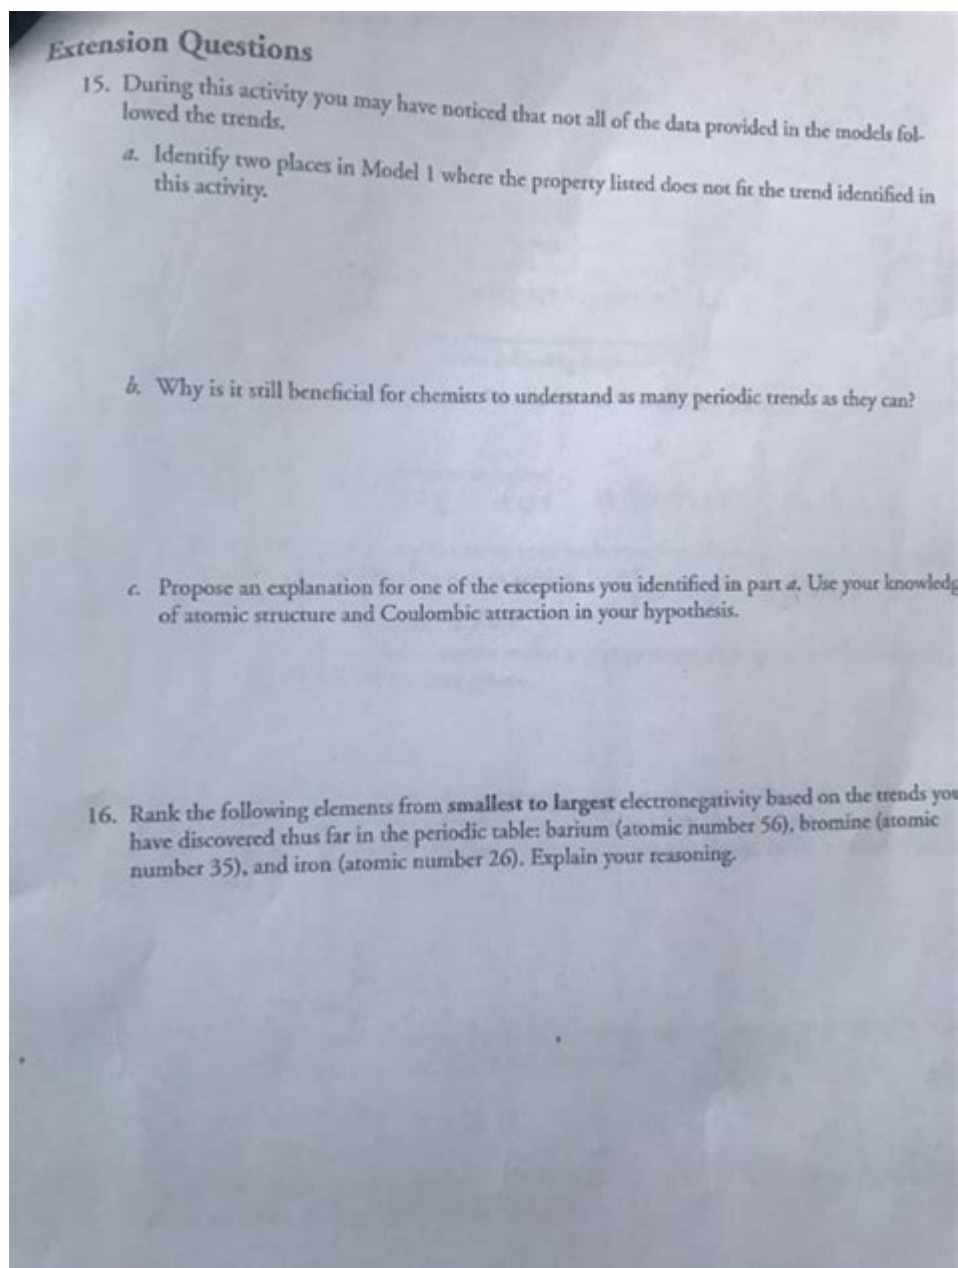 Extension Questions
15. During this activity you may have noticed that not all of the data provided in the models fol-
lowed the trends.
a. Identify two places in Model 1 where the property listed does not fit the trend identified in
this activity.
b. Why is it still beneficial for chemists to understand as many periodic trends as they can?
c. Propose an explanation for one of the exceptions you identified in part a. Use your knowledg
of atomic structure and Coulombic attraction in your hypothesis.
16. Rank the following elements from smallest to largest electronegativity based on the trends you
have discovered thus far in the periodic table: barium (atomic number 56), bromine (atomic
number 35), and iron (atomic number 26). Explain your reasoning.